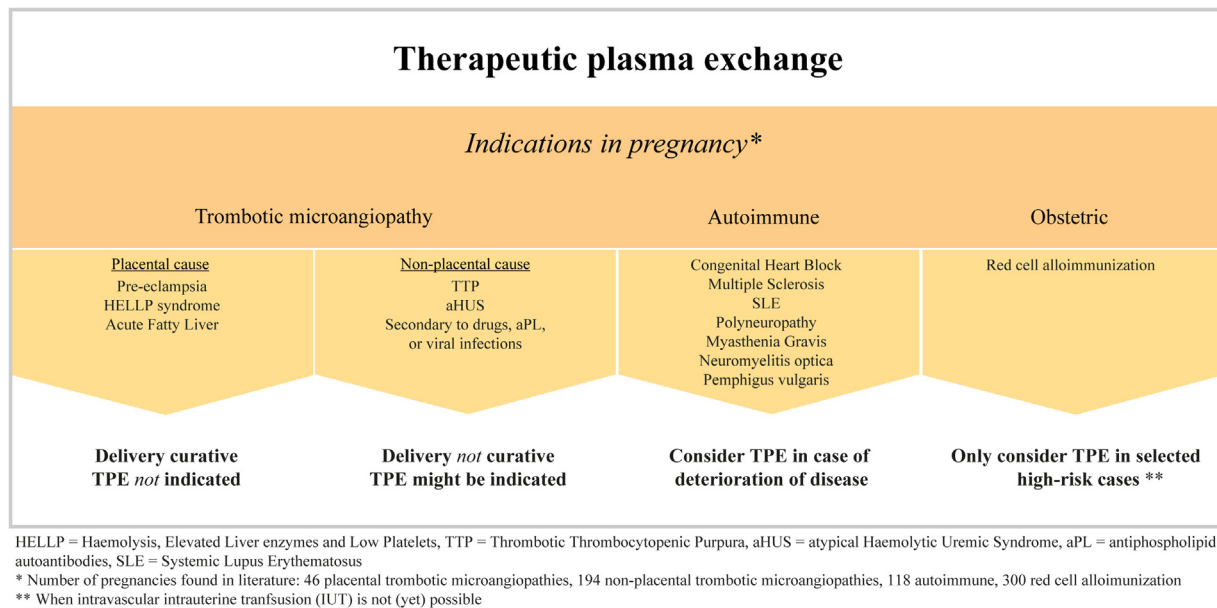 Therapeutic plasma exchange
Indications in pregnancy*
Trombotic microangiopathy
Autoimmune
Obstetric
Placental cause
Pre-eclampsia
HELLP syndrome
Acute Fatty Liver
Non-placental cause
TTP
aHUS
Secondary to drugs, aPL,
or viral infections
Congenital Heart Block
Multiple Sclerosis
SLE
Polyneuropathy
Myasthenia Gravis
Neuromyelitis optica
Pemphigus vulgaris
Red cell alloimmunization
Delivery curative
TPE not indicated
Delivery not curative
TPE might be indicated
Consider TPE in case of
deterioration of disease
Only consider TPE in selected
high-risk cases **
HELLP = Haemolysis, Elevated Liver enzymes and Low Platelets, TTP = Thrombotic Thrombocytopenic Purpura, aHUS = atypical Haemolytic Uremic Syndrome, aPL = antiphospholipid
autoantibodies, SLE = Systemic Lupus Erythematosus
* Number of pregnancies found in literature: 46 placental trombotic microangiopathies, 194 non-placental trombotic microangiopathies, 118 autoimmune, 300 red cell alloimunization
** When intravascular intrauterine tranfsusion (IUT) is not (yet) possible